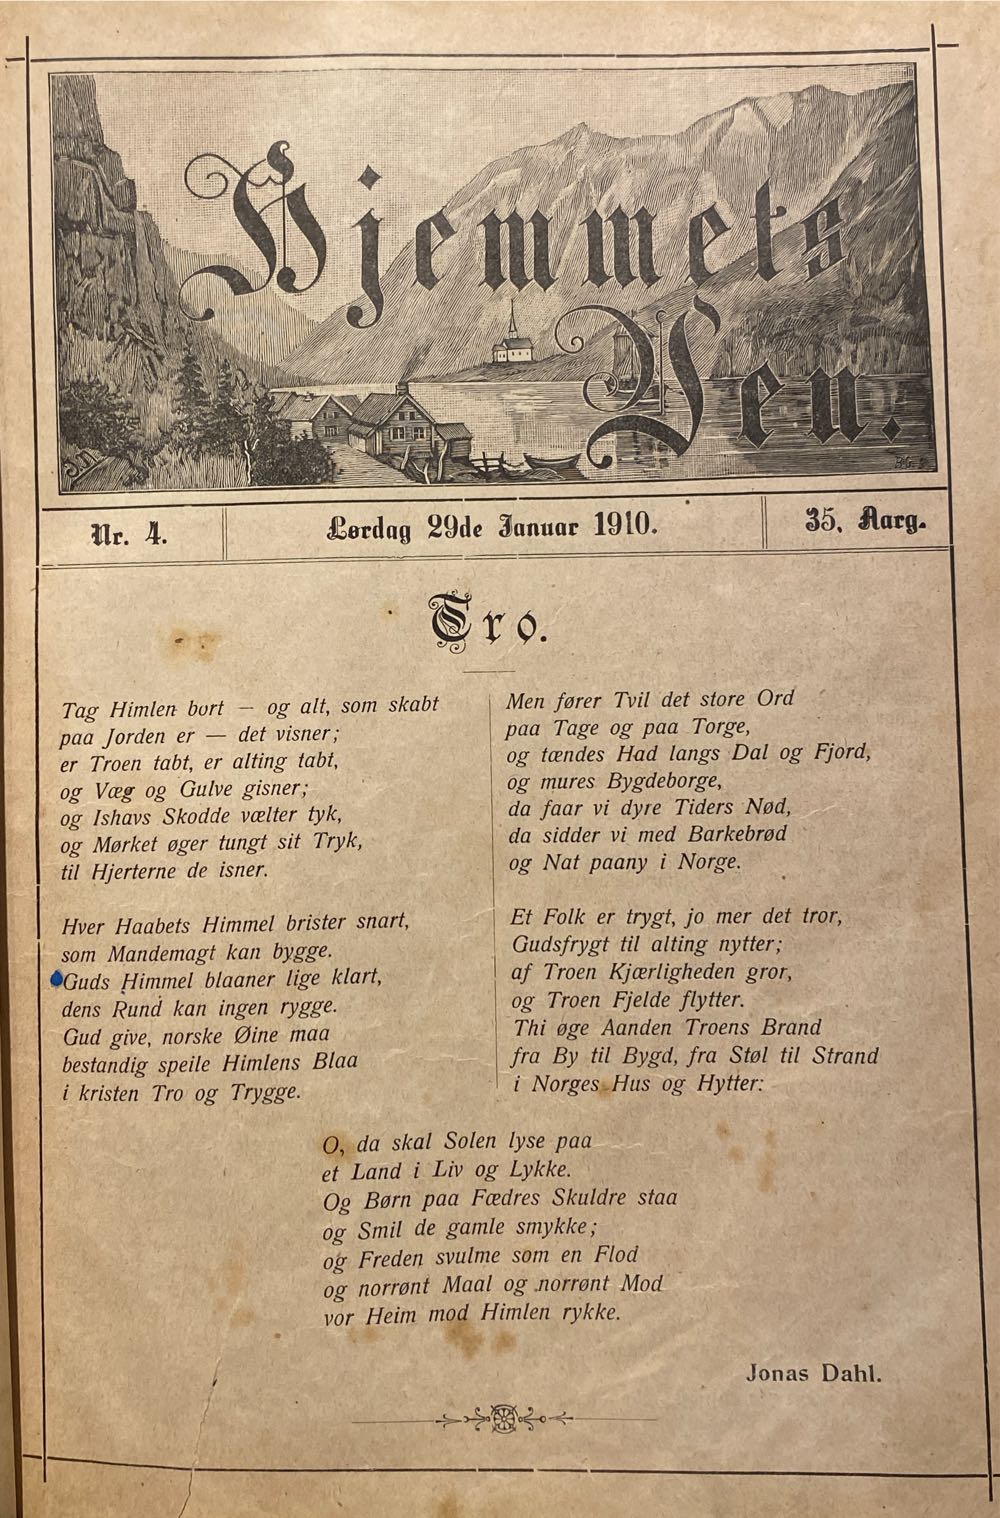 Hjemmets
Ven.
Nr. 4.
Lørdag 29de Januar 1910.
35. Aarg.
Tro.
Tag Himlen bort — og alt, som skabt
paa Jorden er — det visner;
er Troen tabt, er alting tabt,
og Væg og Gulve gisner;
og Ishavs Skodde vælter tyk,
og Mørket øger tungt sit Tryk,
til Hjerterne de isner.
Hver Haabets Himmel brister snart,
som Mandemagt kan bygge.
Guds Himmel blaaner lige klart,
dens Rund kan ingen rygge.
Gud give, norske Øine maa
bestandig speile Himlens Blaa
i kristen Tro og Trygge.
Men fører Tvil det store Ord
paa Tage og paa Torge,
og tændes Had langs Dal og Fjord,
og mures Bygdeborge,
da faar vi dyre Tiders Nød,
da sidder vi med Barkebrød
og Nat paany i Norge.
Et Folk er trygt, jo mer det tror,
Gudsfrygt til alting nytter;
af Troen Kjærligheden gror,
og Troen Fjelde flytter.
Thi øge Aanden Troens Brand
fra By til Bygd, fra Støl til Strand
i Norges Hus og Hytter:
O, da skal Solen lyse paa
et Land i Liv og Lykke.
Og Børn paa Fædres Skuldre staa
og Smil de gamle smykke;
og Freden svulme som en Flod
og norrønt Maal og norrønt Mod
vor Heim mod Himlen rykke.
Jonas Dahl.